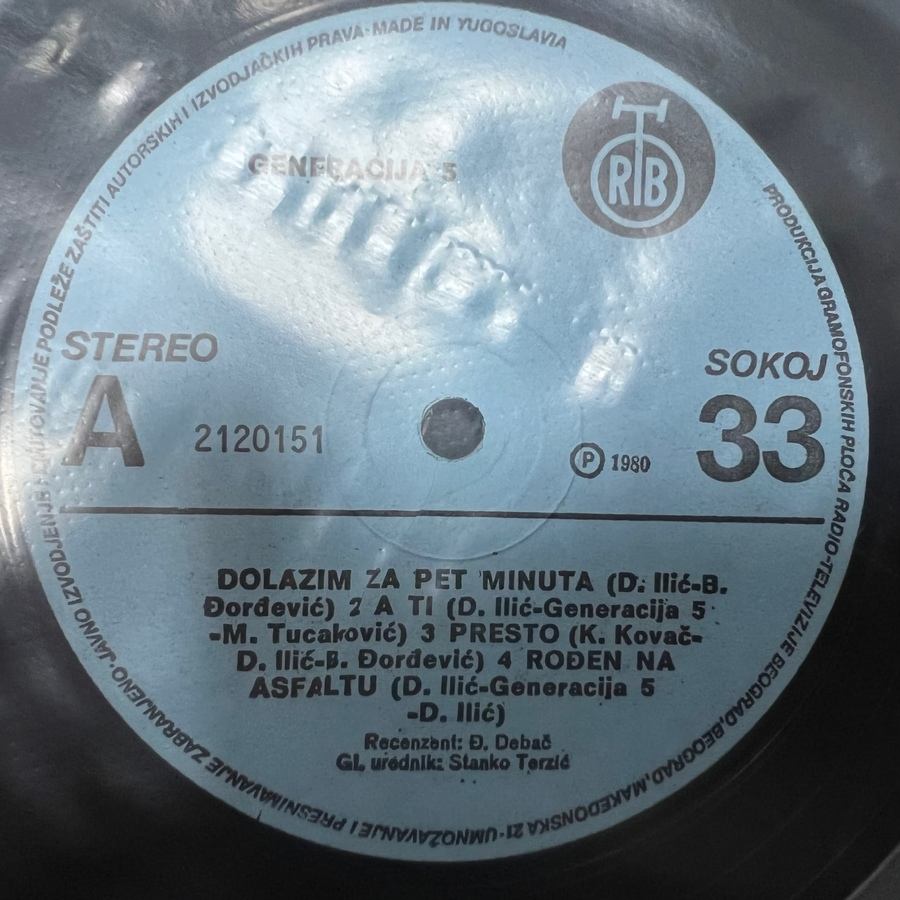 JAVNO IZVODJENJE I EMITOVANJE PODLEŽE ZAŠTITI AUTORSKIH I IZVODJAČKIH PRAVA·MADE IN YUGOSLAVIA
GENERACIJA 5
RTB
STEREO
SOKOJ
A
2120151
℗ 1980
33
DOLAZIM ZA PET MINUTA (D. Ilić-B.
Đorđević) 2 A TI (D. Ilić-Generacija 5
-M. Tucaković) 3 PRESTO (K. Kovač-
D. Ilić-B. Đorđević) 4 ROĐEN NA
ASFALTU (D. Ilić-Generacija 5
-D. Ilić)
Recenzent: Đ. Debač
Gl. urednik: Stanko Terzić
PRODUKCIJA GRAMOFONSKIH PLOČA RADIO-TELEVIZIJE BEOGRAD, BEOGRAD, MAKEDONSKA 21·UMNOŽAVANJE I PRESNIMAVANJE ZABRANJENO·